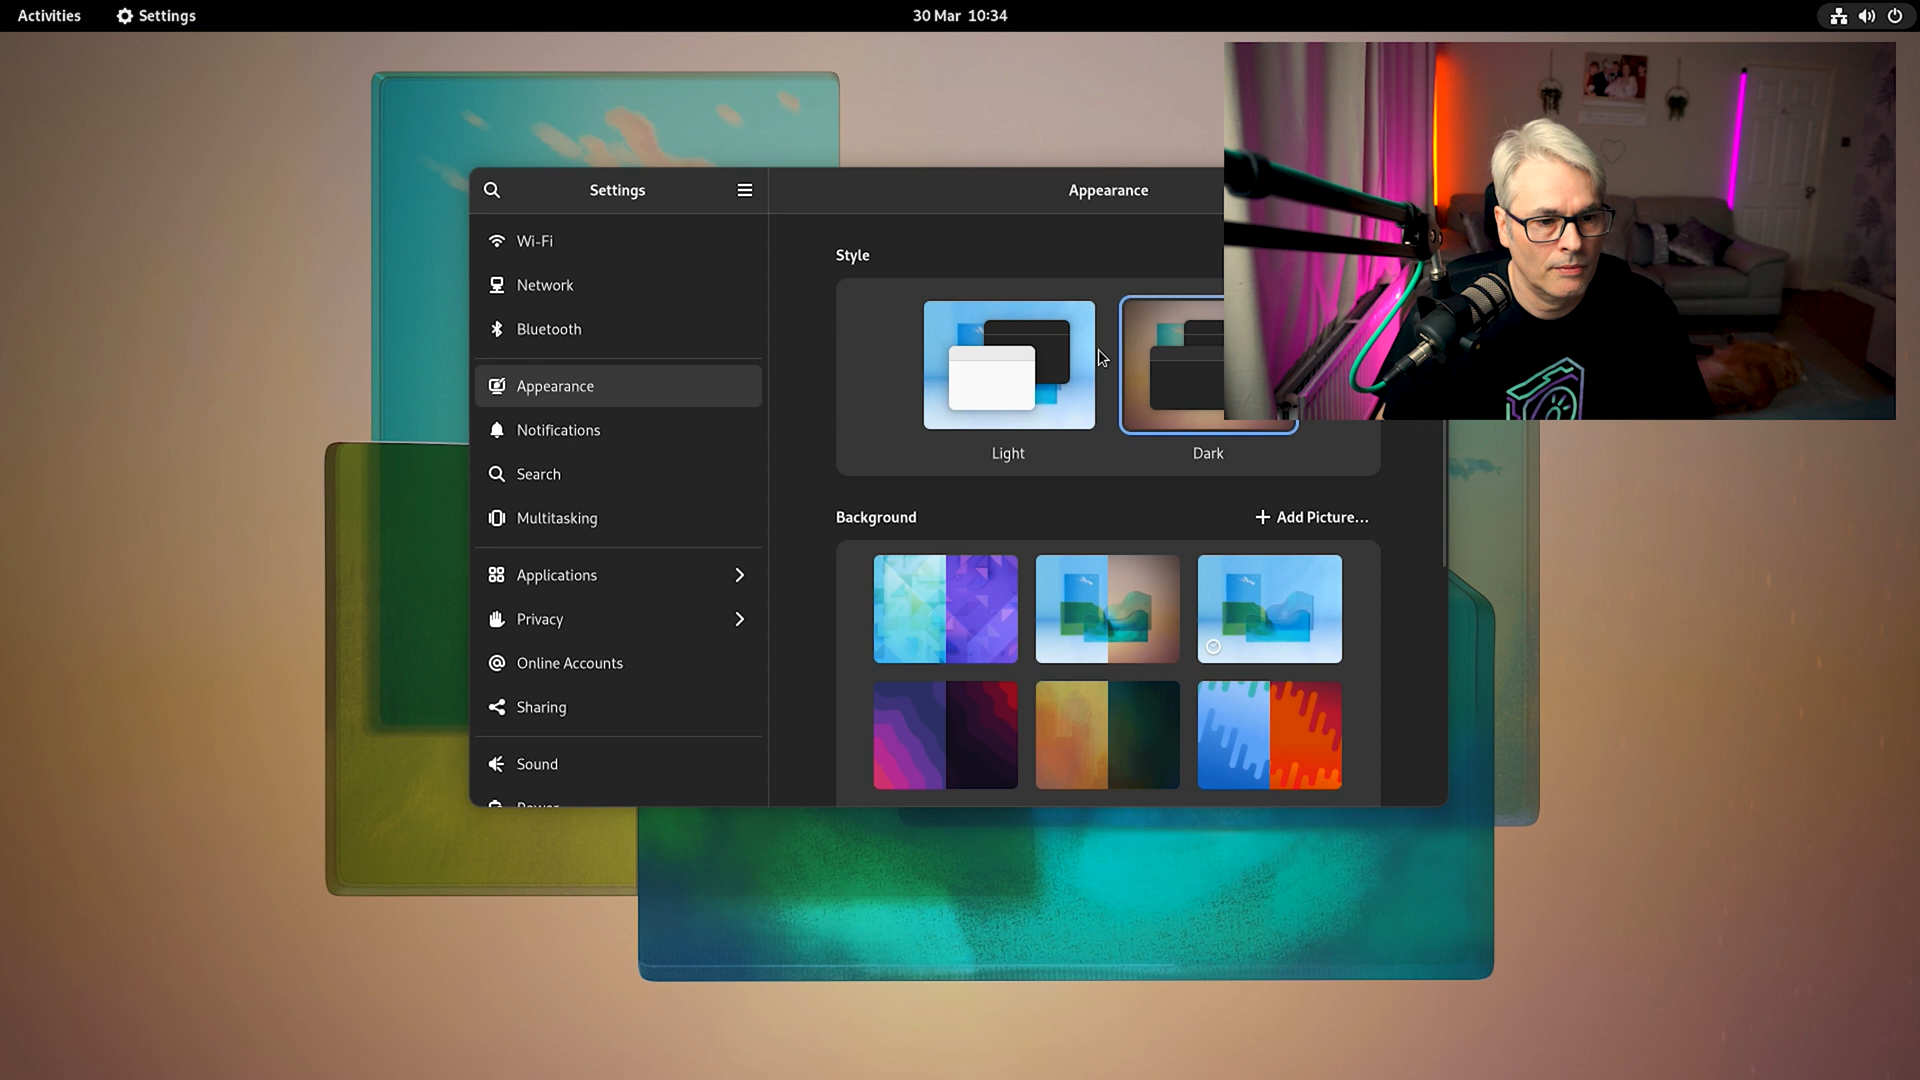 Activities
Settings
30 Mar 10:34
Settings
Appearance
Wi-Fi
Network
Bluetooth
Appearance
Notifications
Search
Multitasking
Applications
Privacy
Online Accounts
Sharing
Sound
Power
Style
Light
Dark
Background
Add Picture...